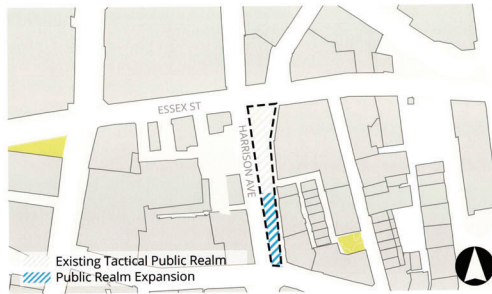 ESSEX ST
HARRISON AVE
Existing Tactical Public Realm
Public Realm Expansion